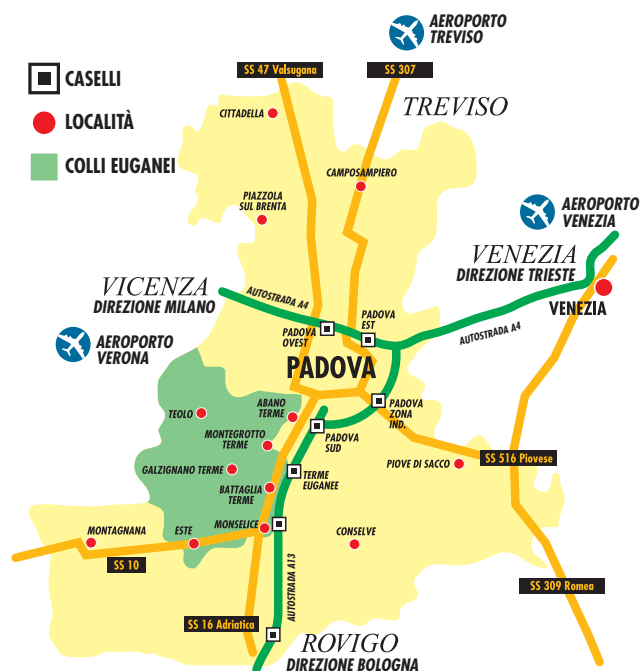 AEROPORTO
TREVISO
SS 47 Valsugana
SS 307
CASELLI
LOCALITÀ
COLLI EUGANEI
CITTADELLA
TREVISO
CAMPOSAMPIERO
PIAZZOLA
SUL BRENTA
AEROPORTO
VENEZIA
VENEZIA
DIREZIONE TRIESTE
VICENZA
DIREZIONE MILANO
AUTOSTRADA A4
VENEZIA
AEROPORTO
VERONA
PADOVA
OVEST
PADOVA
EST
AUTOSTRADA A4
PADOVA
TEOLO
ABANO
TERME
PADOVA
ZONA
IND.
MONTEGROTTO
TERME
PADOVA
SUD
GALZIGNANO TERME
TERME
EUGANEE
PIOVE DI SACCO
SS 516 Piovese
BATTAGLIA
TERME
MONTAGNANA
ESTE
MONSELICE
CONSELVE
SS 10
AUTOSTRADA A13
SS 309 Romea
SS 16 Adriatica
ROVIGO
DIREZIONE BOLOGNA